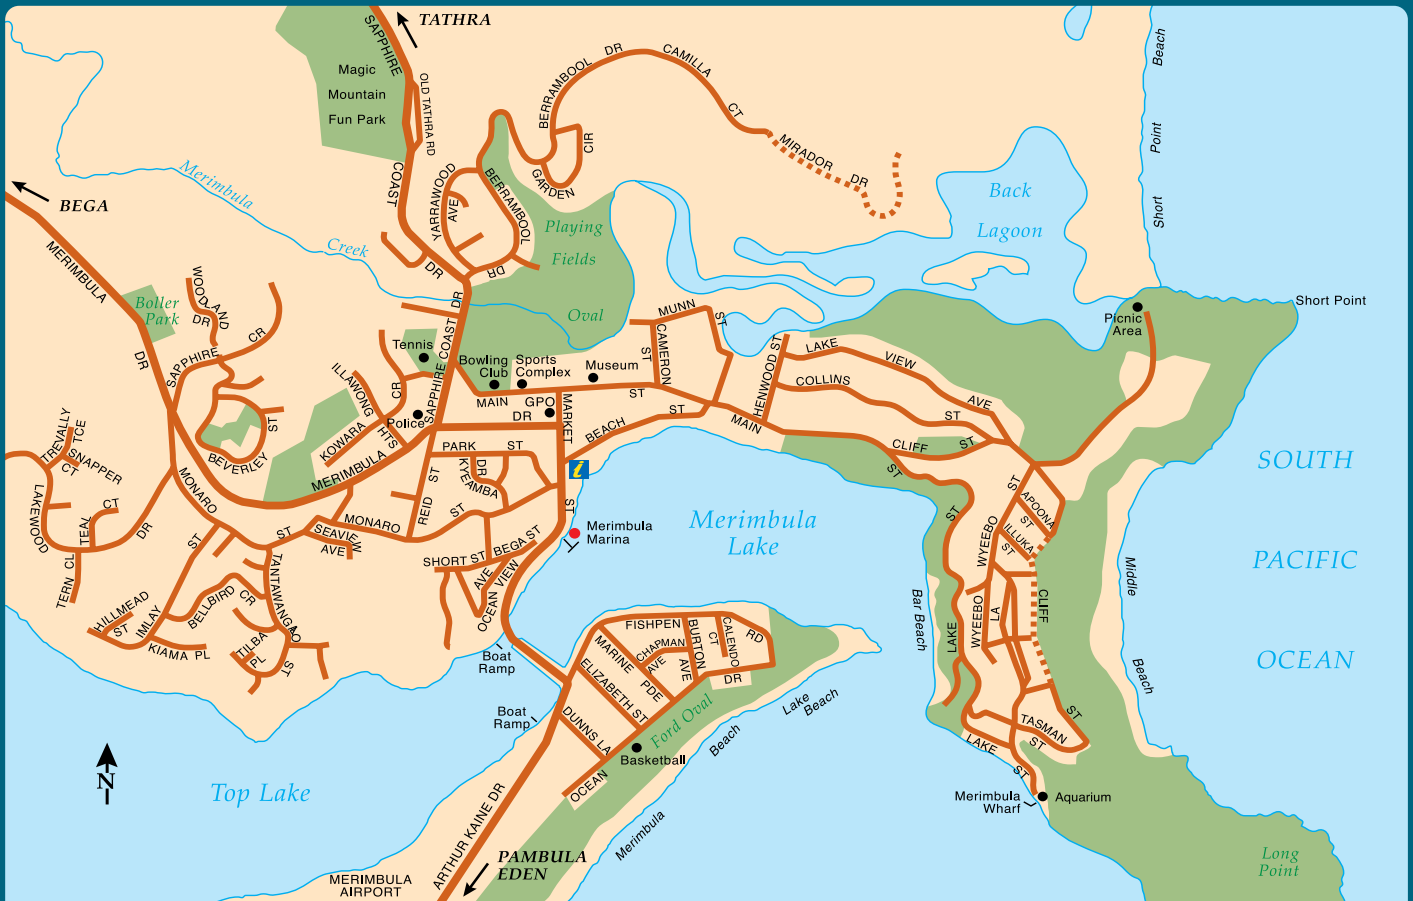 TATHRA
SAPPHIRE
COAST
DR
OLD TATHRA RD
Magic
Mountain
Fun Park
BERRAMBOOL
DR
CAMILLA
CT
MIRADOR
DR
GARDEN
CIR
Beach
Point
Short
Merimbula
Creek
BEGA
MERIMBULA
DR
YARRAWOOD
AVE
BERRAMBOOL
DR
Playing
Fields
Oval
Back
Lagoon
Short Point
Picnic
Area
Boller
Park
WOODLAND
DR
SAPPHIRE
CR
BEVERLEY
ST
Tennis
Bowling
Club
Sports
Complex
Museum
MUNN
ST
CAMERON
ST
HENWOOD ST
LAKE
VIEW
AVE
COLLINS
ST
SAPPHIRE COAST DR
ILLAWONG
CR
KOWARA
HTS
Police
MERIMBULA
DR
MAIN
ST
GPO
MARKET
ST
BEACH
ST
MAIN
ST
CLIFF
ST
TREVALLY
TCE
SNAPPER
CT
LAKEWOOD
DR
TEAL
CT
TERN CL
MONARO
ST
MONARO
SEAVIEW
AVE
REID
ST
PARK
ST
KYEAMBA
DR
ST
i
SHORT ST
BEGA ST
OCEAN VIEW
AVE
Merimbula
Marina
Merimbula
Lake
SOUTH
PACIFIC
OCEAN
HILLMEAD
ST
IMLAY
ST
KIAMA PL
BELLBIRD
CR
TANTAWANGALO
ST
TILBA
PL
Boat
Ramp
Boat
Ramp
FISHPEN
RD
MARINE
PDE
CHAPMAN
AVE
BURTON
AVE
CALENDO
CT
ELIZABETH ST
DUNNS LA
OCEAN
DR
Ford Oval
Basketball
Lake
Beach
Beach
Merimbula
ST
APOONA
ST
ILLUKA
ST
WYEEBO
ST
WYEEBO
LA
CLIFF
ST
LAKE
ST
Bar Beach
Middle
Beach
TASMAN
ST
LAKE
ST
Merimbula
Wharf
Aquarium
Long
Point
N
Top Lake
ARTHUR KAINE DR
PAMBULA
EDEN
MERIMBULA
AIRPORT